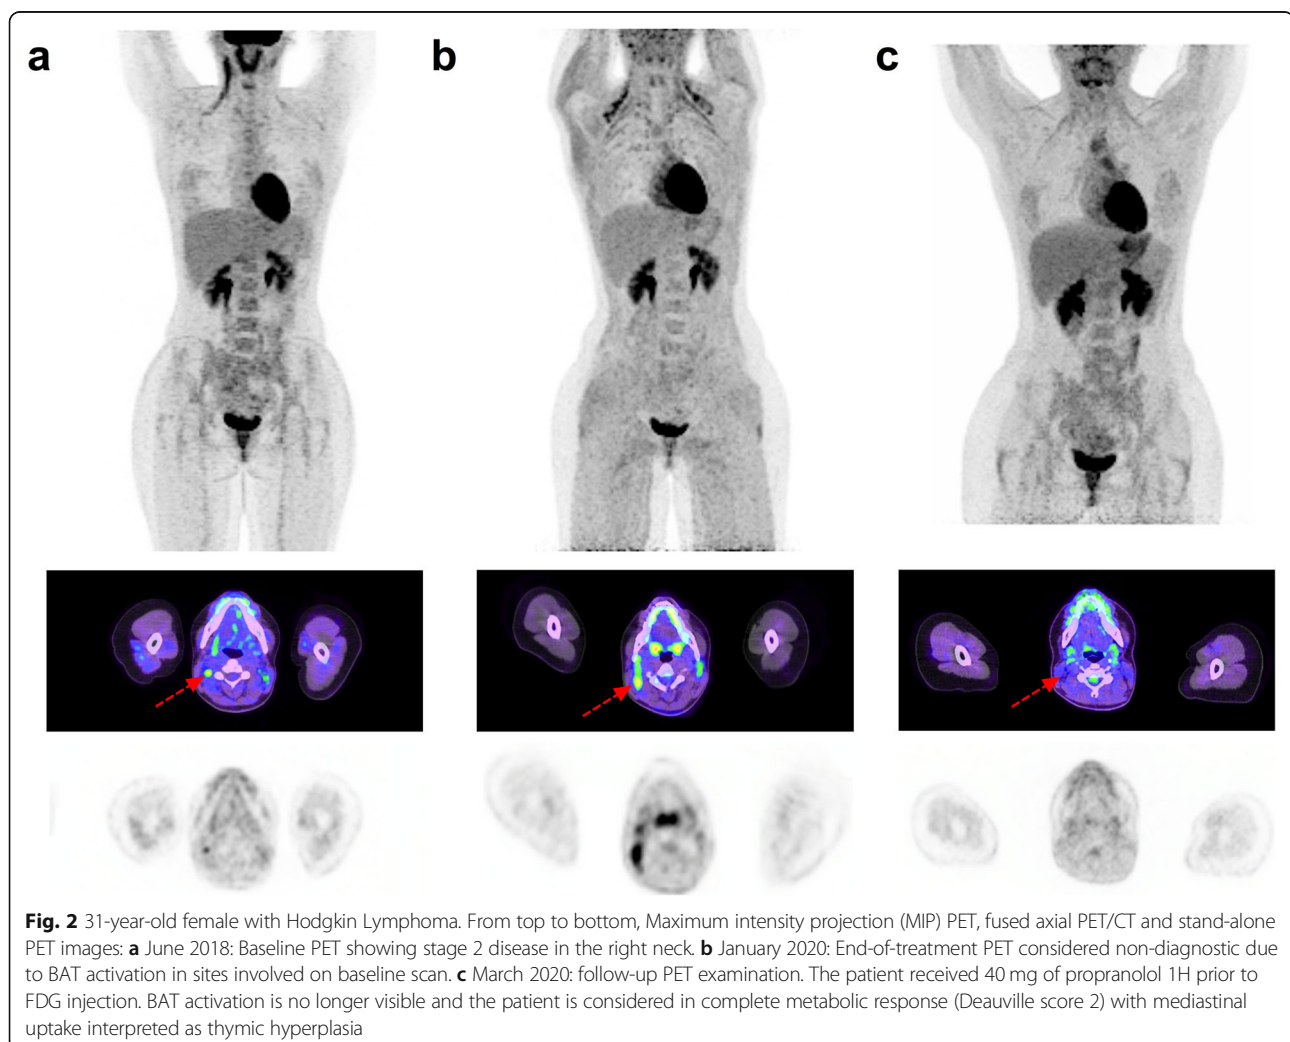 a
b
c
Fig. 2 31-year-old female with Hodgkin Lymphoma. From top to bottom, Maximum intensity projection (MIP) PET, fused axial PET/CT and stand-alone
PET images: a June 2018: Baseline PET showing stage 2 disease in the right neck. b January 2020: End-of-treatment PET considered non-diagnostic due
to BAT activation in sites involved on baseline scan. c March 2020: follow-up PET examination. The patient received 40 mg of propranolol 1H prior to
FDG injection. BAT activation is no longer visible and the patient is considered in complete metabolic response (Deauville score 2) with mediastinal
uptake interpreted as thymic hyperplasia